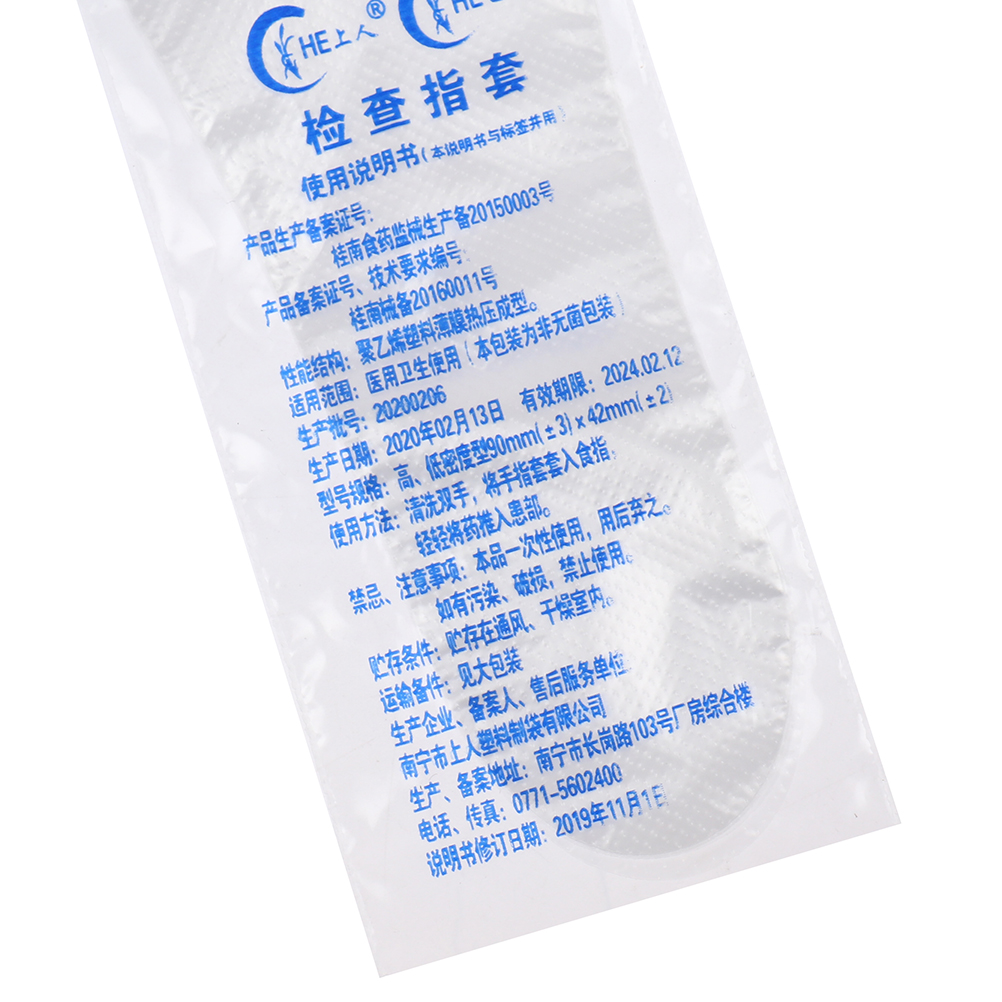 HE上人® HE
检查指套
使用说明书(本说明书与标签并用)
产品生产备案证号:
桂南食药监械生产备20150003号
产品备案证号、技术要求编号:
桂南械备20160011号
性能结构:聚乙烯塑料薄膜热压成型。
适用范围:医用卫生使用(本包装为非无菌包装)
生产批号:20200206
生产日期:2020年02月13日 有效期限:2024.02.12
型号规格:高、低密度型90mm(±3)x42mm(±2)
使用方法:清洗双手,将手指套套入食指,
轻轻将药推入患部。
禁忌、注意事项:本品一次性使用,用后弃之。
如有污染、破损,禁止使用。
贮存条件:贮存在通风、干燥室内。
运输备件:见大包装
生产企业、备案人、售后服务单位:
南宁市上人塑料制袋有限公司
生产、备案地址:南宁市长岗路103号厂房综合楼
电话、传真:0771-5602400
说明书修订日期:2019年11月1日